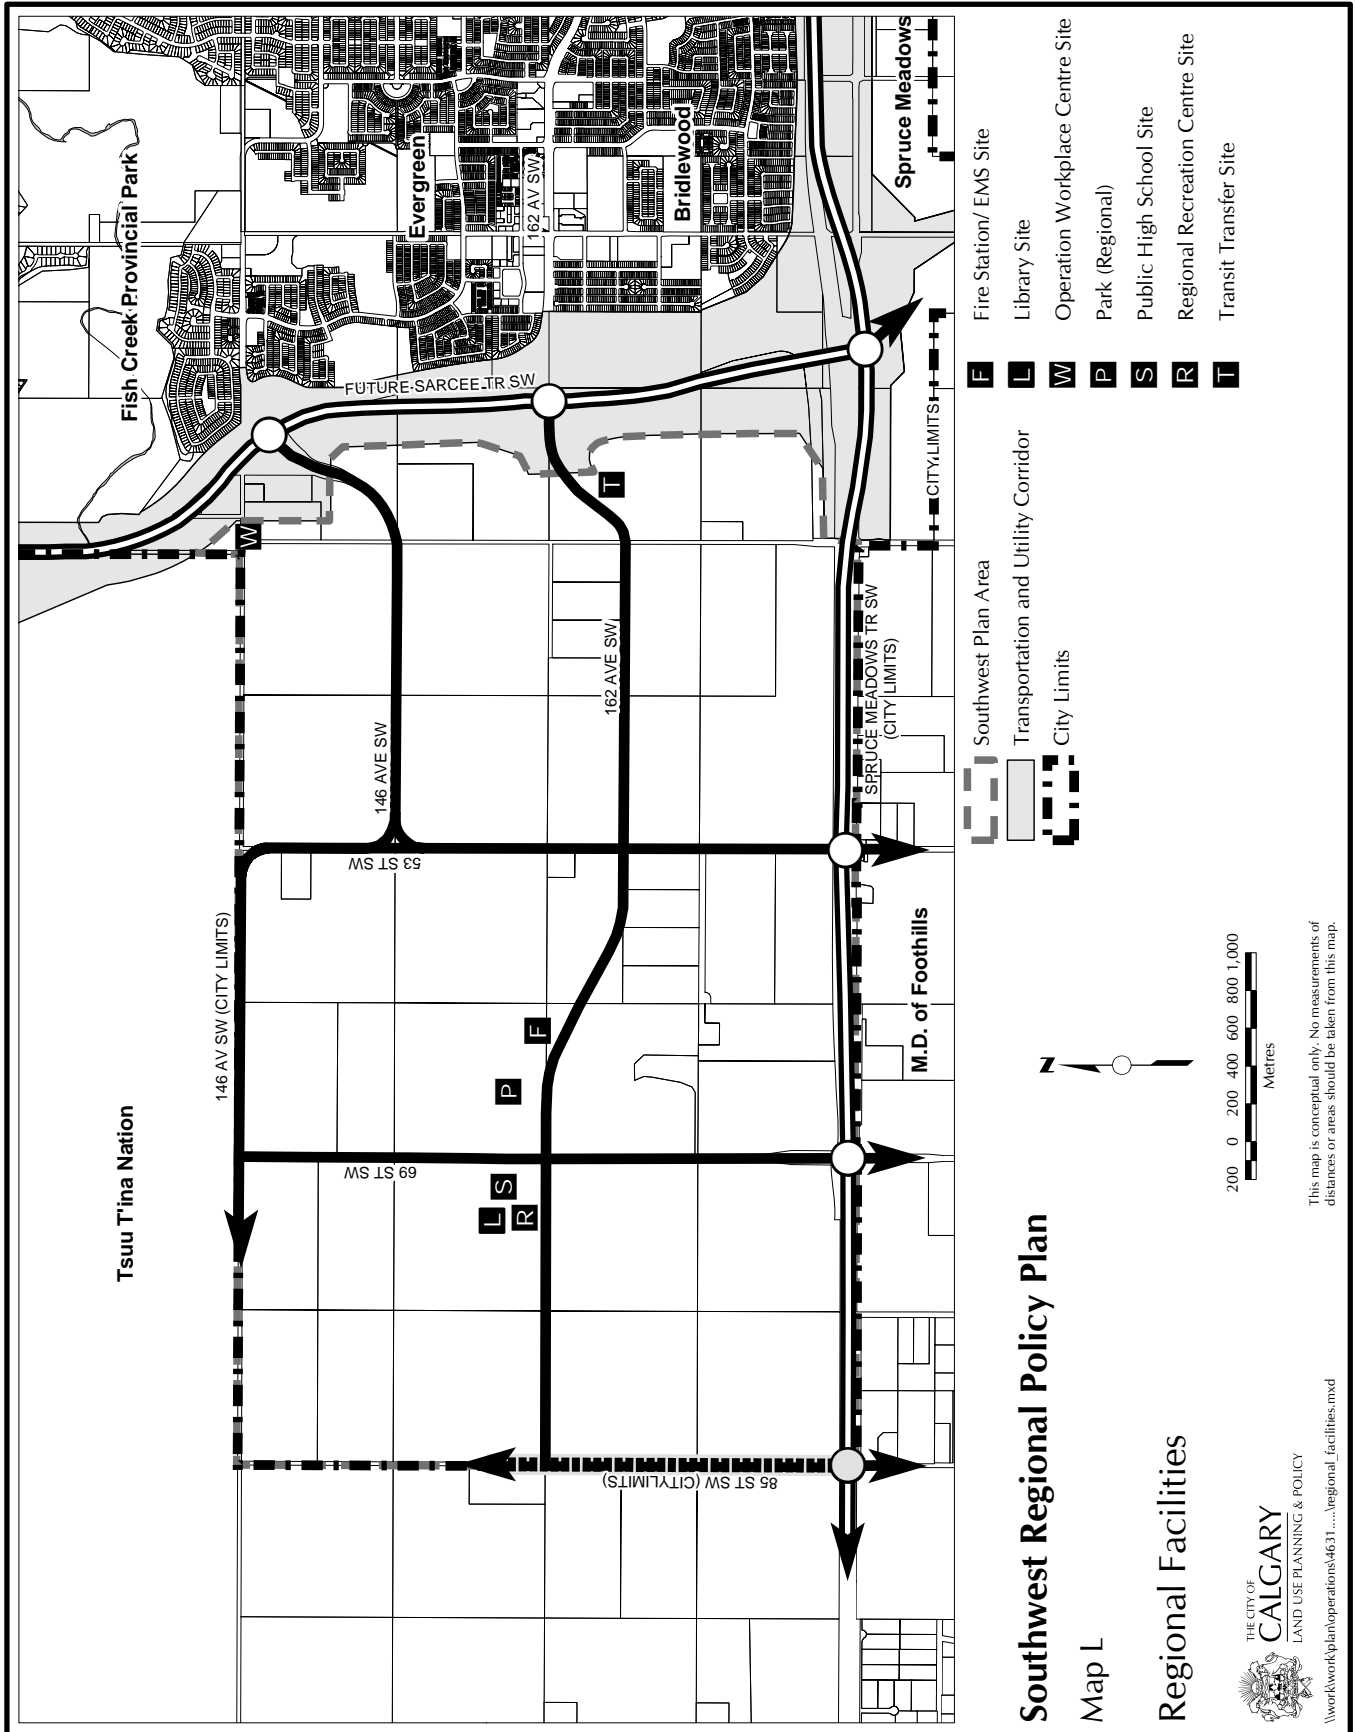 Fish Creek Provincial Park
Evergreen
162 AV SW
Bridlewood
Spruce Meadows
FUTURE SARCEE TR SW
CITY LIMITS
W
T
146 AVE SW
162 AVE SW
SPRUCE MEADOWS TR SW
(CITY LIMITS)
53 ST SW
146 AV SW (CITY LIMITS)
M.D. of Foothills
Tsuu T'ina Nation
F
P
69 ST SW
S
L
R
85 ST SW (CITYLIMITS)
Southwest Regional Policy Plan
Map L
Regional Facilities
THE CITY OF
CALGARY
LAND USE PLANNING & POLICY
\\work\work\plan\operations\4631.....\regional_facilities.mxd
N
200 0 200 400 600 800 1,000
Metres
This map is conceptual only. No measurements of
distances or areas should be taken from this map.
Southwest Plan Area
Transportation and Utility Corridor
City Limits
F Fire Station/ EMS Site
L Library Site
W Operation Workplace Centre Site
P Park (Regional)
S Public High School Site
R Regional Recreation Centre Site
T Transit Transfer Site